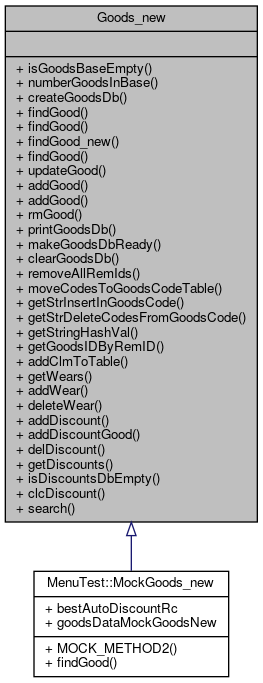 Goods_new
+ isGoodsBaseEmpty()
+ numberGoodsInBase()
+ createGoodsDb()
+ findGood()
+ findGood()
+ findGood_new()
+ findGood()
+ updateGood()
+ addGood()
+ addGood()
+ rmGood()
+ printGoodsDb()
+ makeGoodsDbReady()
+ clearGoodsDb()
+ removeAllRemIds()
+ moveCodesToGoodsCodeTable()
+ getStrInsertInGoodsCode()
+ getStrDeleteCodesFromGoodsCode()
+ getStringHashVal()
+ getGoodsIDByRemID()
+ addClmToTable()
+ getWears()
+ addWear()
+ deleteWear()
+ addDiscount()
+ addDiscountGood()
+ delDiscount()
+ getDiscounts()
+ isDiscountsDbEmpty()
+ clcDiscount()
+ search()
MenuTest::MockGoods_new
+ bestAutoDiscountRc
+ goodsDataMockGoodsNew
+ MOCK_METHOD2()
+ findGood()